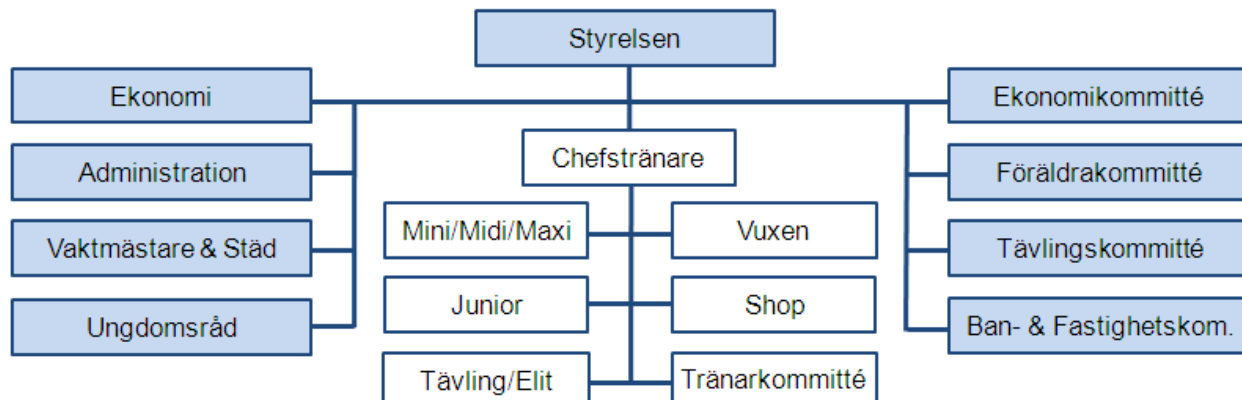 Styrelsen
Ekonomi
Ekonomikommitté
Chefstränare
Administration
Föräldrakommitté
Mini/Midi/Maxi
Vuxen
Vaktmästare & Städ
Tävlingskommitté
Junior
Shop
Ungdomsråd
Ban- & Fastighetskom.
Tävling/Elit
Tränarkommitté